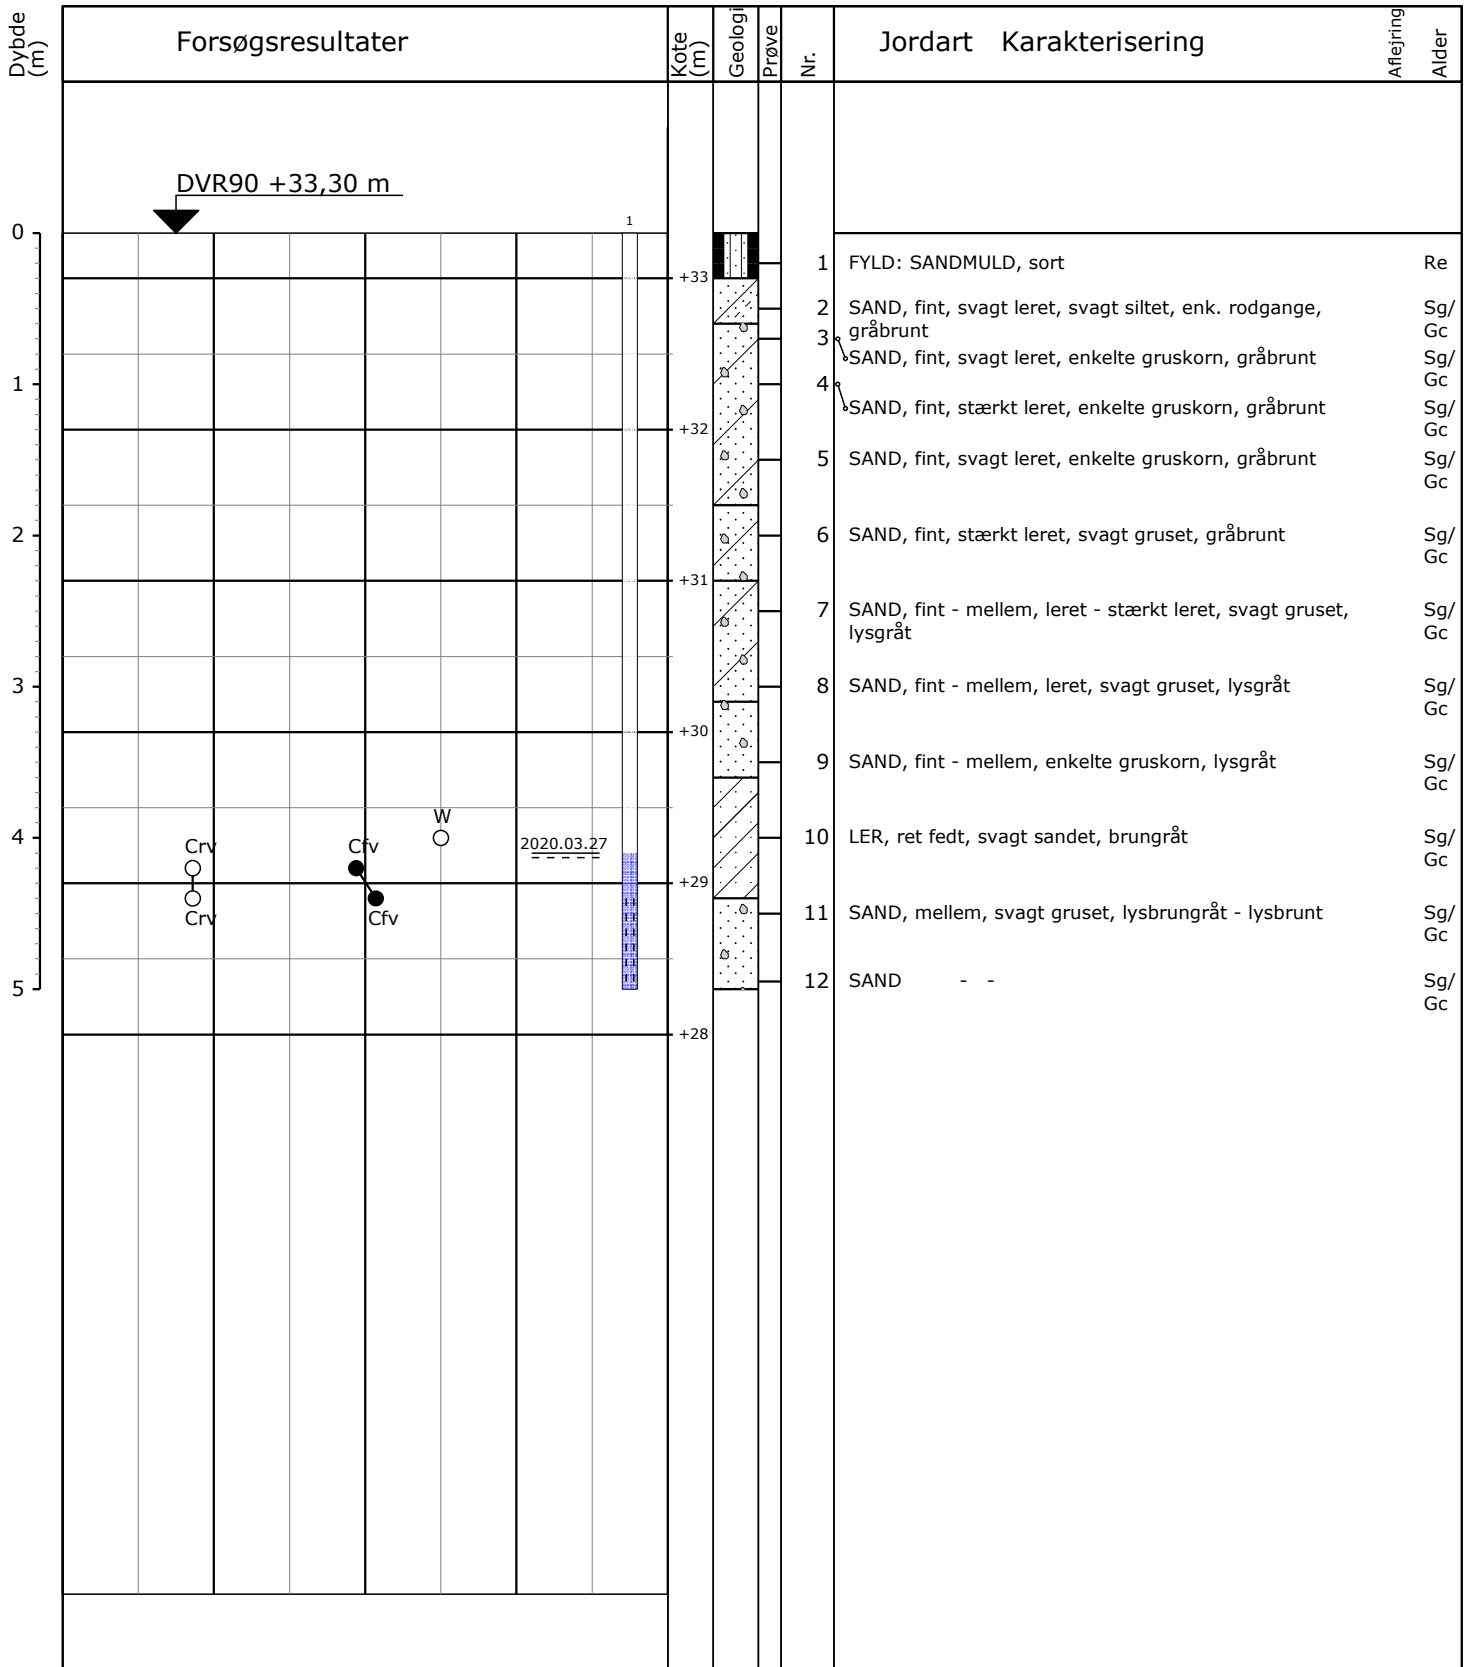 Dybde
(m)
Forsøgsresultater
Kote
(m)
Geologi
Prøve
Nr.
Jordart Karakterisering
Aflejring
Alder
DVR90 +33,30 m
1
0
1 FYLD: SANDMULD, sort Re
+33
2 SAND, fint, svagt leret, svagt siltet, enk. rodgange, Sg/
gråbrunt Gc
3 SAND, fint, svagt leret, enkelte gruskorn, gråbrunt Sg/
Gc
1
4 SAND, fint, stærkt leret, enkelte gruskorn, gråbrunt Sg/
Gc
+32
5 SAND, fint, svagt leret, enkelte gruskorn, gråbrunt Sg/
Gc
2
6 SAND, fint, stærkt leret, svagt gruset, gråbrunt Sg/
Gc
+31
7 SAND, fint - mellem, leret - stærkt leret, svagt gruset, Sg/
lysgråt Gc
3
8 SAND, fint - mellem, leret, svagt gruset, lysgråt Sg/
Gc
+30
9 SAND, fint - mellem, enkelte gruskorn, lysgråt Sg/
Gc
W
4
10 LER, ret fedt, svagt sandet, brungråt Sg/
Gc
Crv Cfv 2020.03.27
+29
Crv Cfv
11 SAND, mellem, svagt gruset, lysbrungråt - lysbrunt Sg/
Gc
5
12 SAND - - Sg/
Gc
+28